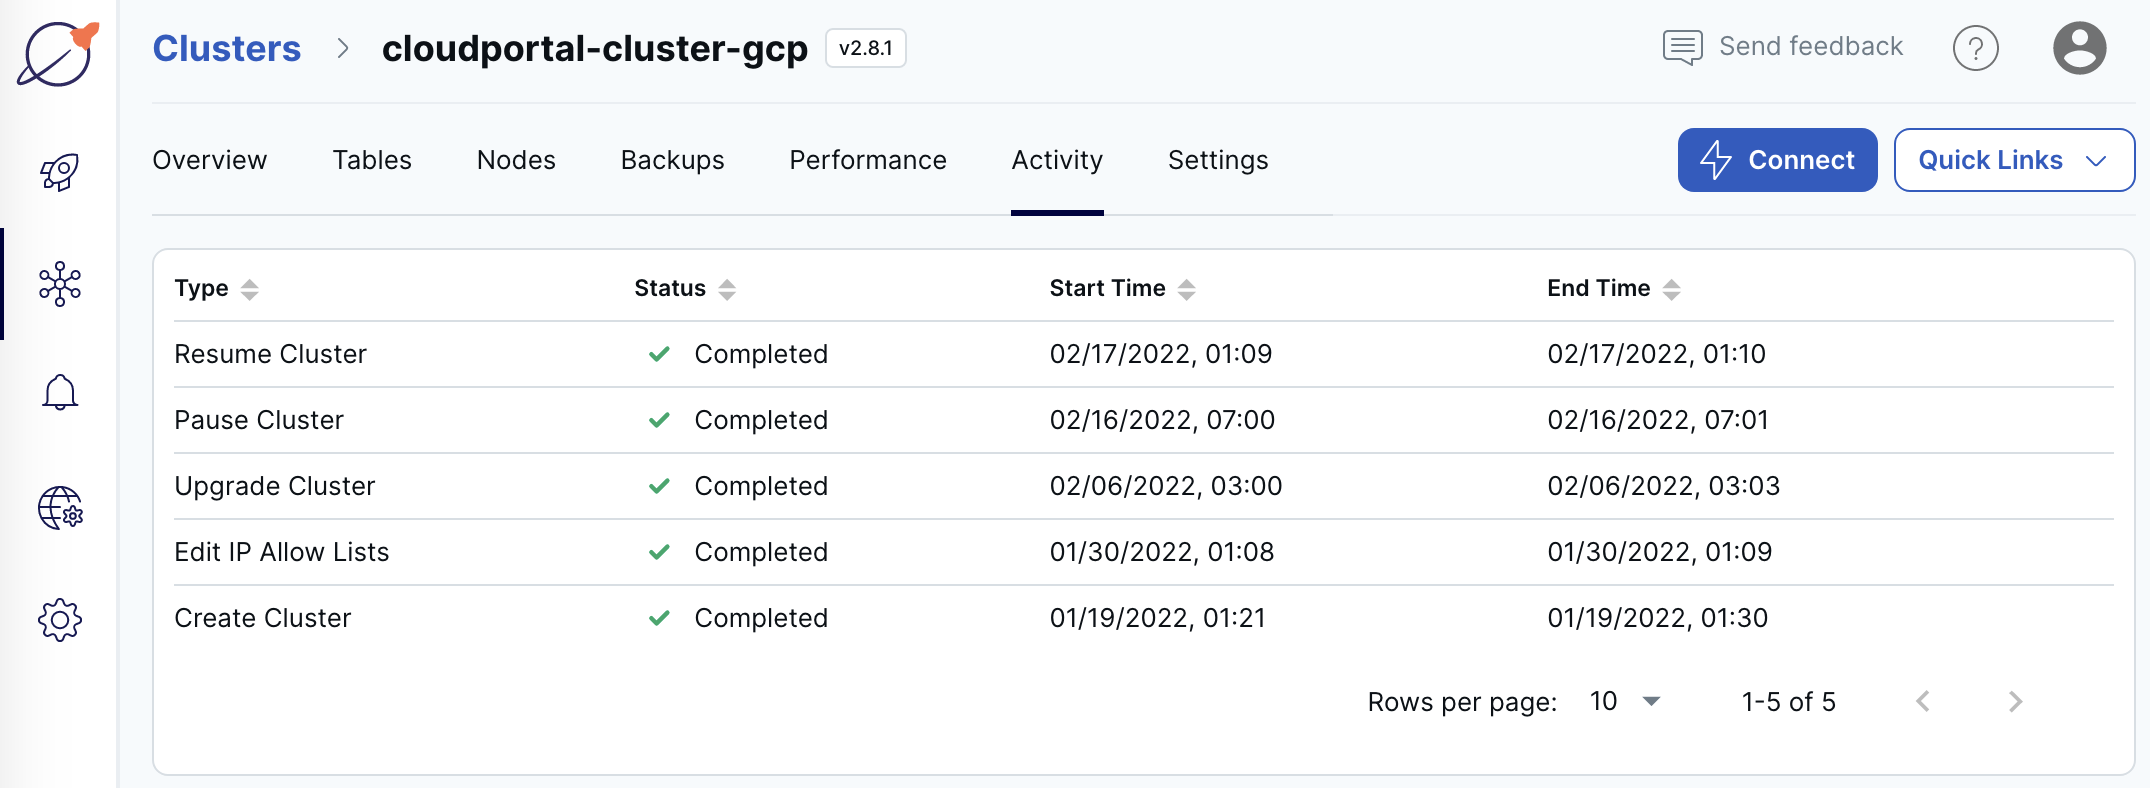 Clusters > cloudportal-cluster-gcp v2.8.1 Send feedback ?
Overview Tables Nodes Backups Performance Activity Settings Connect Quick Links
Type Status Start Time End Time
Resume Cluster Completed 02/17/2022, 01:09 02/17/2022, 01:10
Pause Cluster Completed 02/16/2022, 07:00 02/16/2022, 07:01
Upgrade Cluster Completed 02/06/2022, 03:00 02/06/2022, 03:03
Edit IP Allow Lists Completed 01/30/2022, 01:08 01/30/2022, 01:09
Create Cluster Completed 01/19/2022, 01:21 01/19/2022, 01:30
Rows per page: 10 1-5 of 5